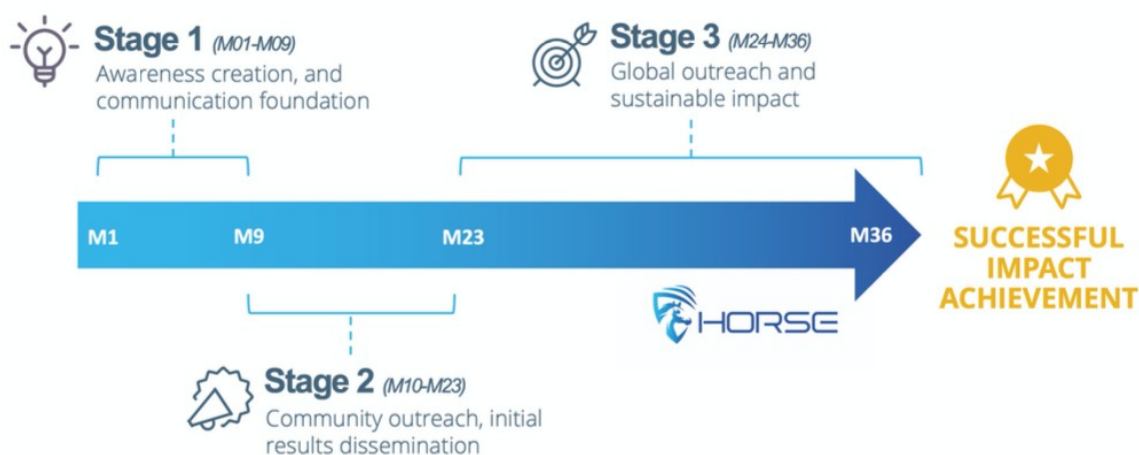 Stage 1 (M01-M09)
Awareness creation, and
communication foundation
Stage 3 (M24-M36)
Global outreach and
sustainable impact
M1
M9
M23
M36
SUCCESSFUL
IMPACT
ACHIEVEMENT
HORSE
Stage 2 (M10-M23)
Community outreach, initial
results dissemination